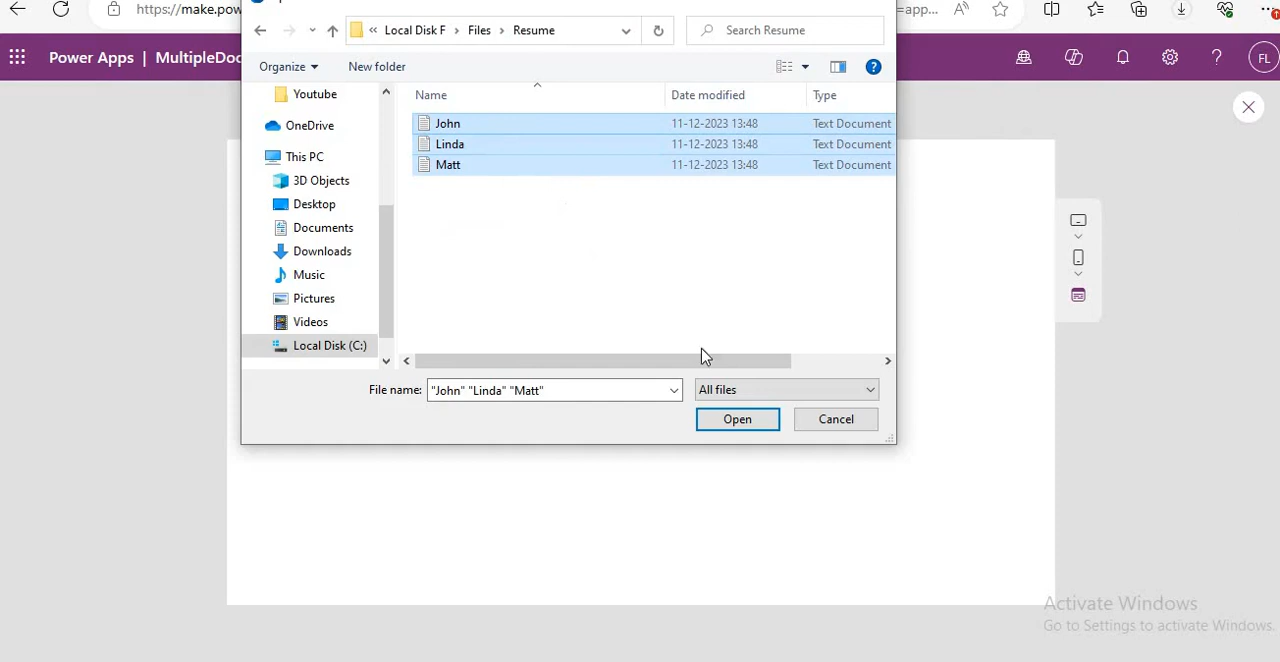 https://make.pow
=app...
Power Apps | MultipleDoc
FL
« Local Disk F > Files > Resume
Search Resume
Organize
New folder
Name
Date modified
Type
Youtube
OneDrive
This PC
3D Objects
Desktop
Documents
Downloads
Music
Pictures
Videos
Local Disk (C:)
John 11-12-2023 13:48 Text Document
Linda 11-12-2023 13:48 Text Document
Matt 11-12-2023 13:48 Text Document
File name: "John" "Linda" "Matt"
All files
Open
Cancel
Activate Windows
Go to Settings to activate Windows.